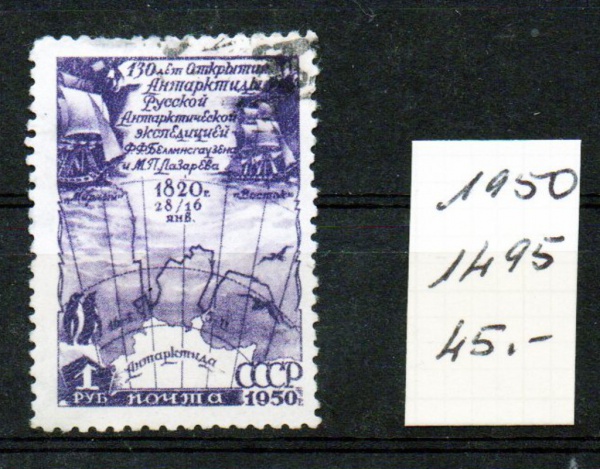 130 лет Открытия
Антарктиды
Русской
Антарктической
экспедицией
Ф.Ф.Беллинсгаузена
и М.П.Лазарева
"Мирный" 1820г. "Восток"
28/16
янв.
Антарктида
1 РУБ ПОЧТА СССР 1950г.
1950
1495
45.-